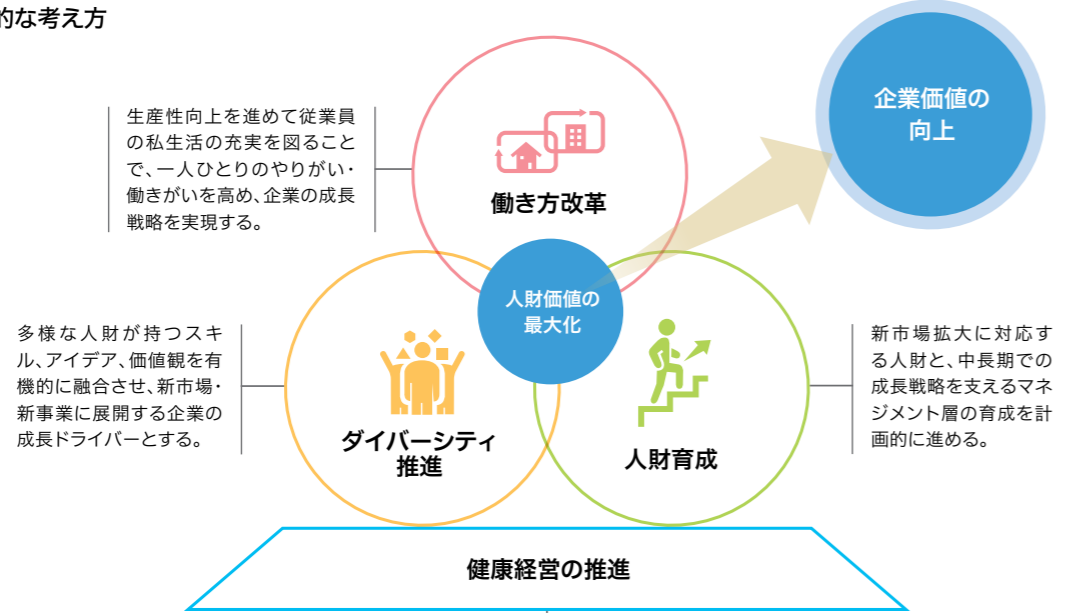 的な考え方
企業価値の
向上
生産性向上を進めて従業員
の私生活の充実を図ること
で、一人ひとりのやりがい・
働きがいを高め、企業の成長
戦略を実現する。
働き方改革
人財価値の
最大化
多様な人財が持つスキ
ル、アイデア、価値観を有
機的に融合させ、新市場・
新事業に展開する企業の
成長ドライバーとする。
ダイバーシティ
推進
人財育成
新市場拡大に対応す
る人財と、中長期での
成長戦略を支えるマネ
ジメント層の育成を計
画的に進める。
健康経営の推進